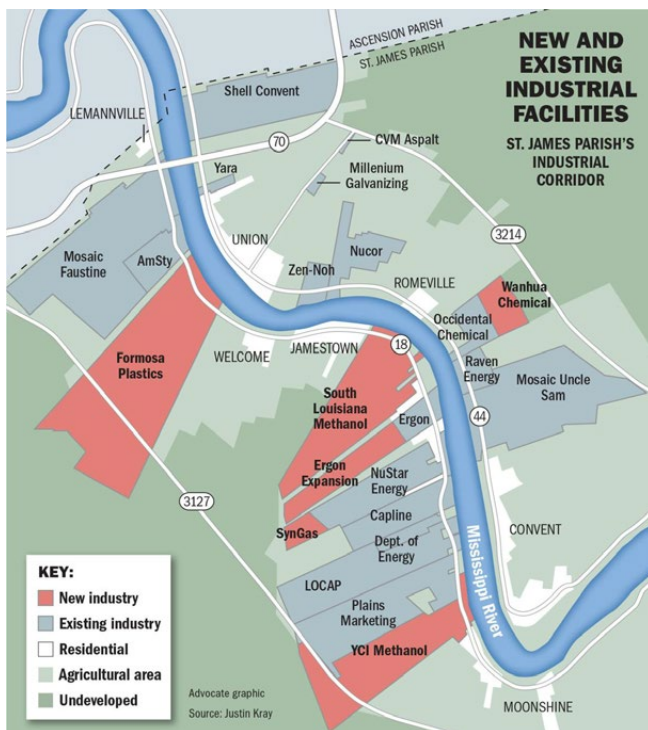 NEW AND
EXISTING
INDUSTRIAL
FACILITIES
ST. JAMES PARISH'S
INDUSTRIAL
CORRIDOR
ASCENSION PARISH
ST. JAMES PARISH
Shell Convent
LEMANNVILLE
70
CVM Aspalt
Yara
Millenium
Galvanizing
3214
UNION
Mosaic
Faustine
AmSty
Nucor
Zen-Noh
ROMEVILLE
Wanhua
Chemical
Occidental
Chemical
Formosa
Plastics
WELCOME
JAMESTOWN
18
Raven
Energy
Mosaic Uncle
Sam
South
Louisiana
Methanol
Ergon
44
Ergon
Expansion
NuStar
Energy
3127
SynGas
Capline
Dept. of
Energy
Mississippi River
CONVENT
LOCAP
Plains
Marketing
YCI Methanol
MOONSHINE
KEY:
New industry
Existing industry
Residential
Agricultural area
Undeveloped
Advocate graphic
Source: Justin Kray